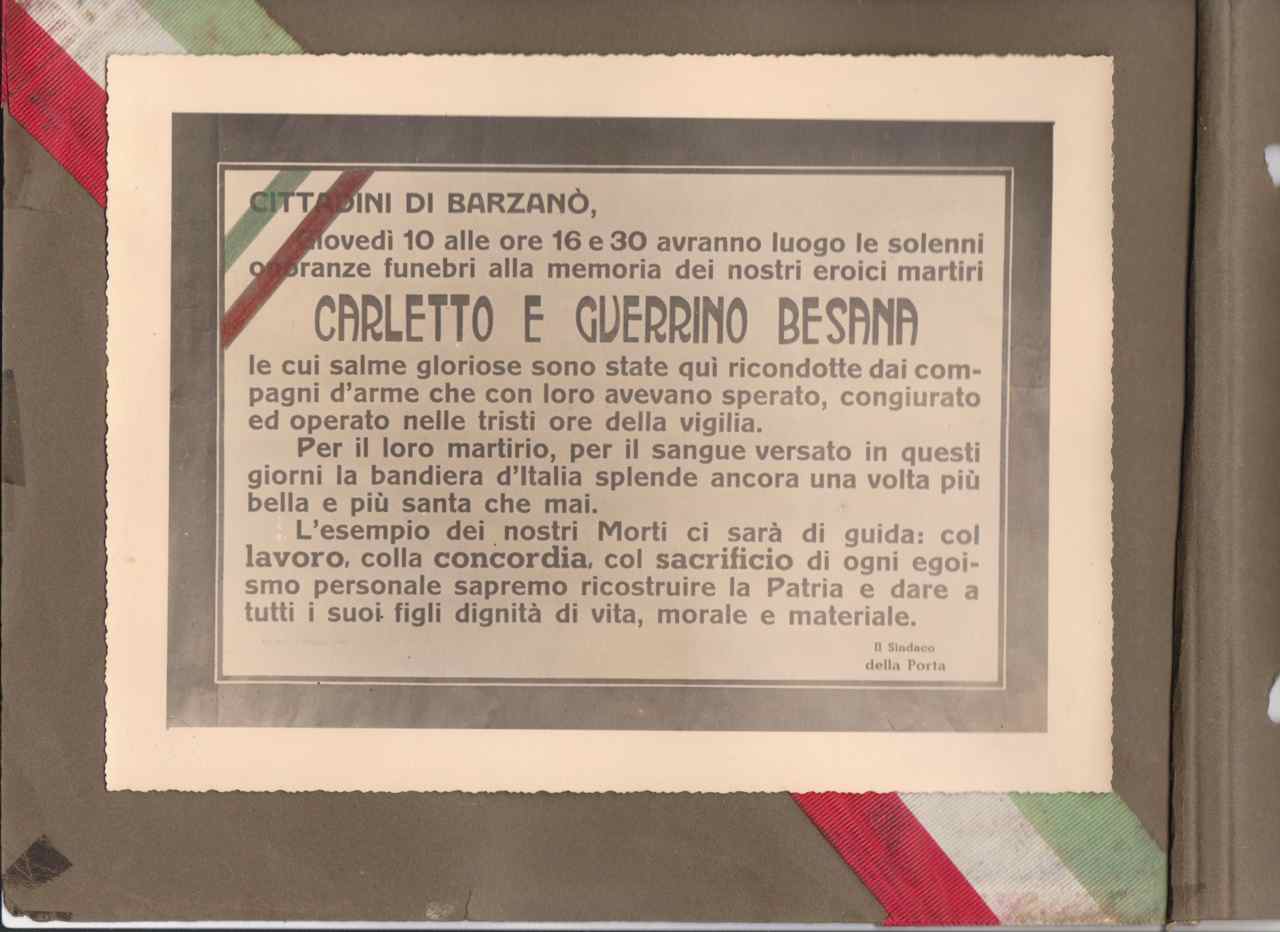 CITTADINI DI BARZANÒ,
Giovedì 10 alle ore 16 e 30 avranno luogo le solenni
onoranze funebri alla memoria dei nostri eroici martiri
CARLETTO E GUERRINO BESANA
le cui salme gloriose sono state quì ricondotte dai com-
pagni d'arme che con loro avevano sperato, congiurato
ed operato nelle tristi ore della vigilia.
Per il loro martirio, per il sangue versato in questi
giorni la bandiera d'Italia splende ancora una volta più
bella e più santa che mai.
L'esempio dei nostri Morti ci sarà di guida: col
lavoro, colla concordia, col sacrificio di ogni egoi-
smo personale sapremo ricostruire la Patria e dare a
tutti i suoi figli dignità di vita, morale e materiale.
Il Sindaco
della Porta